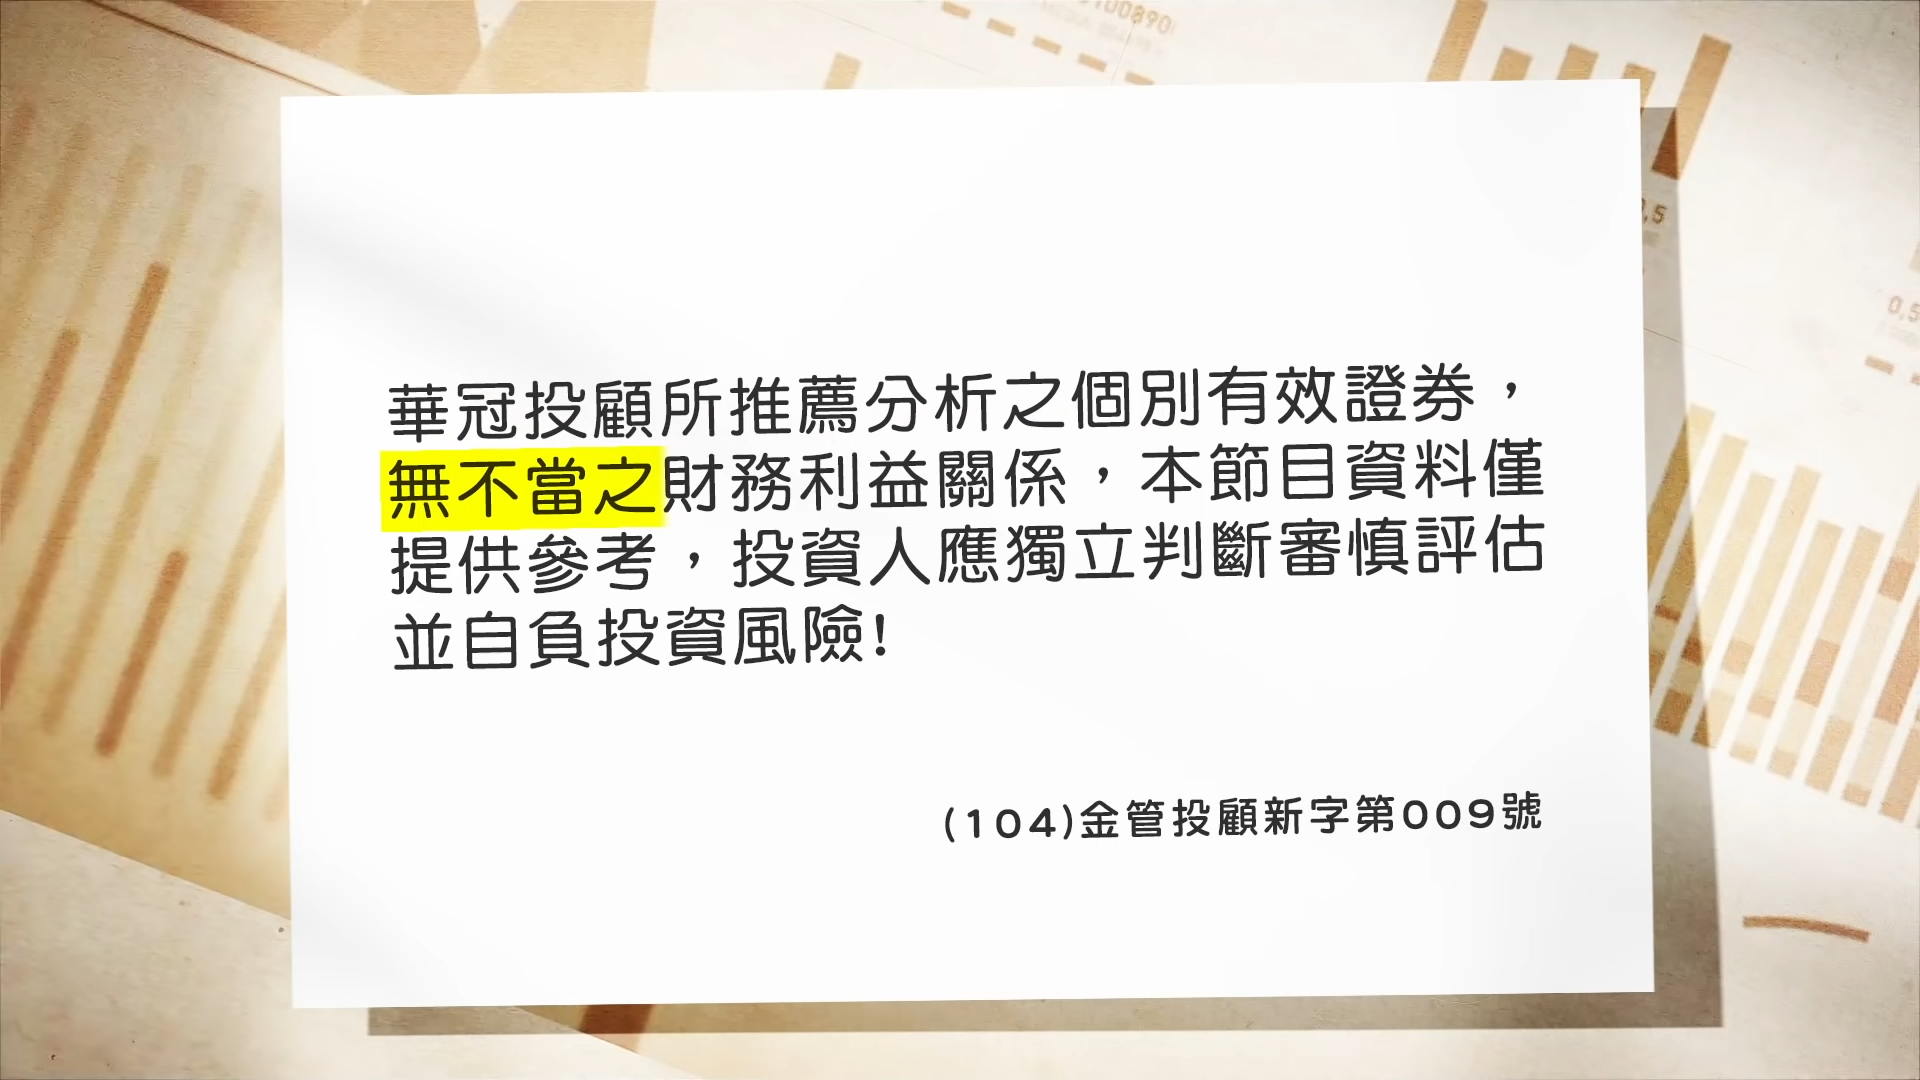 華冠投顧所推薦分析之個別有效證券，
無不當之財務利益關係，本節目資料僅
提供參考，投資人應獨立判斷審慎評估
並自負投資風險!
(104)金管投顧新字第009號